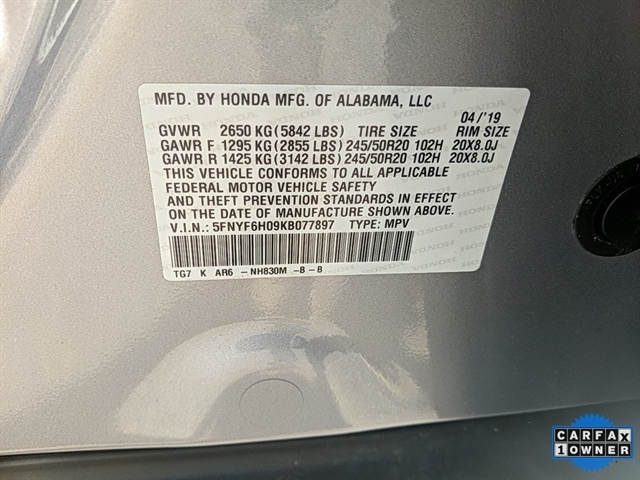 MFD. BY HONDA MFG. OF ALABAMA, LLC
04/'19
GVWR 2650 KG (5842 LBS) TIRE SIZE RIM SIZE
GAWR F 1295 KG (2855 LBS) 245/50R20 102H 20X8.0J
GAWR R 1425 KG (3142 LBS) 245/50R20 102H 20X8.0J
THIS VEHICLE CONFORMS TO ALL APPLICABLE
FEDERAL MOTOR VEHICLE SAFETY
AND THEFT PREVENTION STANDARDS IN EFFECT
ON THE DATE OF MANUFACTURE SHOWN ABOVE.
V.I.N.: 5FNYF6H09KB077897 TYPE: MPV
TG7 K AR6 - NH830M -B -B
CARFAX
1 OWNER